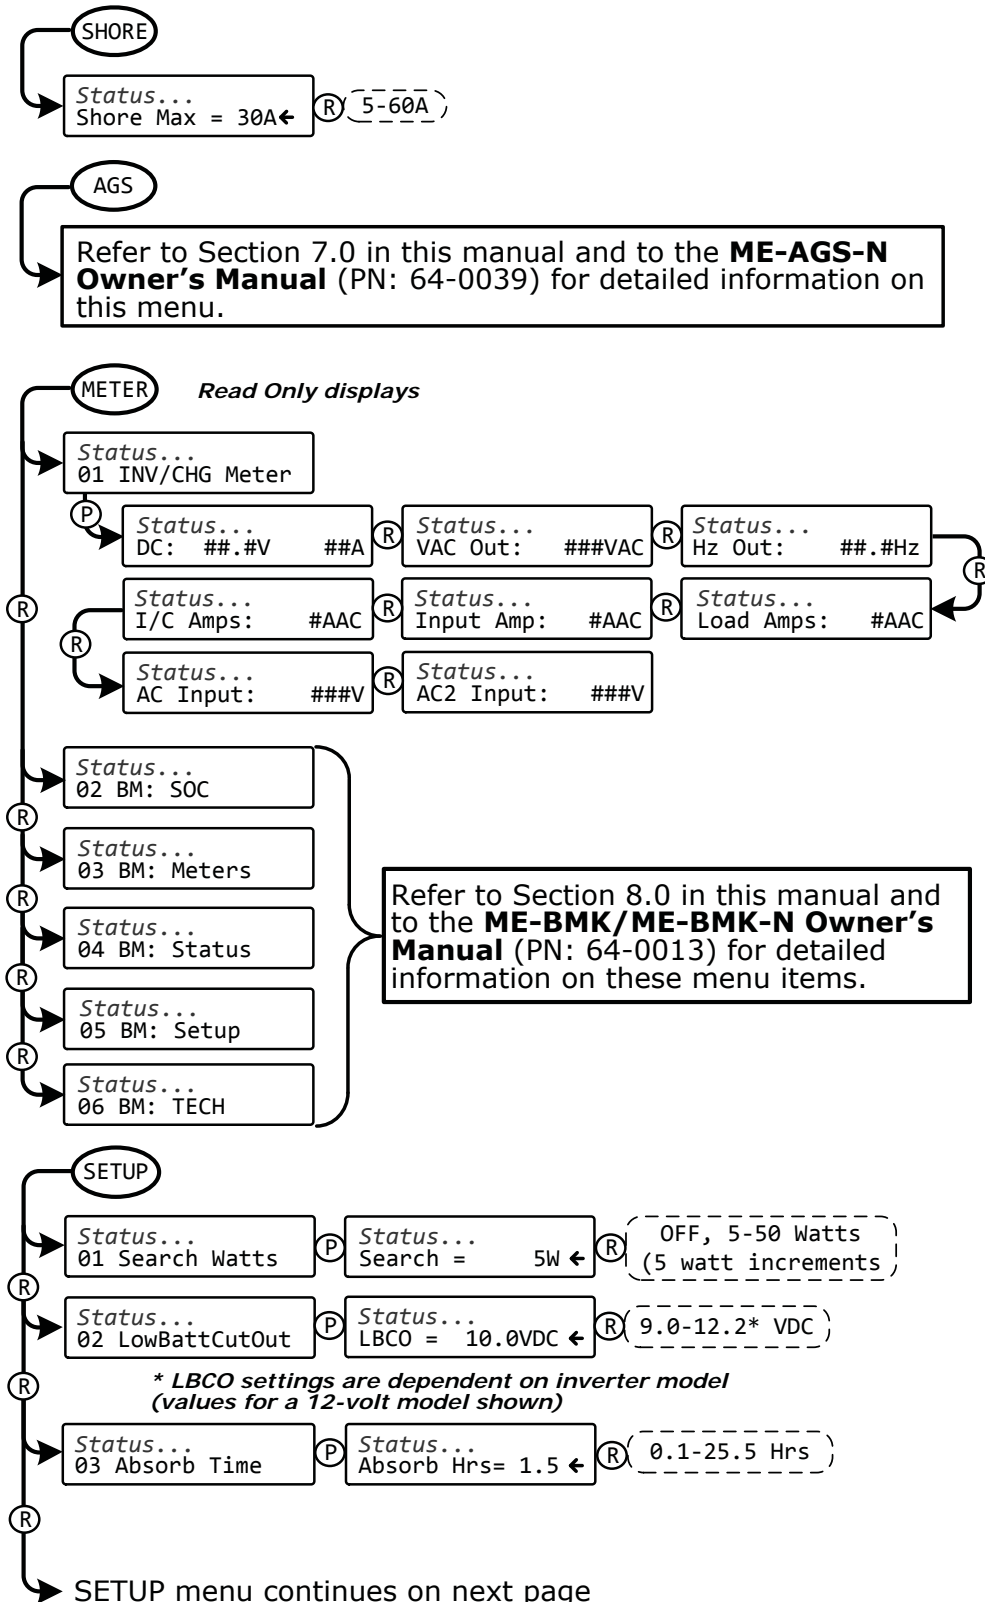 SHORE
Status...
Shore Max = 30A←
R
5-60A
AGS
Refer to Section 7.0 in this manual and to the ME-AGS-N
Owner's Manual (PN: 64-0039) for detailed information on
this menu.
METER
Read Only displays
Status...
01 INV/CHG Meter
P
Status...
DC: ##.#V ##A
R
Status...
VAC Out: ###VAC
R
Status...
Hz Out: ##.#Hz
R
R
Status...
I/C Amps: #AAC
R
Status...
Input Amp: #AAC
R
Status...
Load Amps: #AAC
R
Status...
AC Input: ###V
R
Status...
AC2 Input: ###V
Status...
02 BM: SOC
R
Status...
03 BM: Meters
R
Status...
04 BM: Status
R
Status...
05 BM: Setup
R
Status...
06 BM: TECH
Refer to Section 8.0 in this manual and
to the ME-BMK/ME-BMK-N Owner's
Manual (PN: 64-0013) for detailed
information on these menu items.
SETUP
Status...
01 Search Watts
P
Status...
Search = 5W ←
R
OFF, 5-50 Watts
(5 watt increments
R
Status...
02 LowBattCutOut
P
Status...
LBCO = 10.0VDC ←
R
9.0-12.2* VDC
* LBCO settings are dependent on inverter model
(values for a 12-volt model shown)
R
Status...
03 Absorb Time
P
Status...
Absorb Hrs= 1.5 ←
R
0.1-25.5 Hrs
R
SETUP menu continues on next page